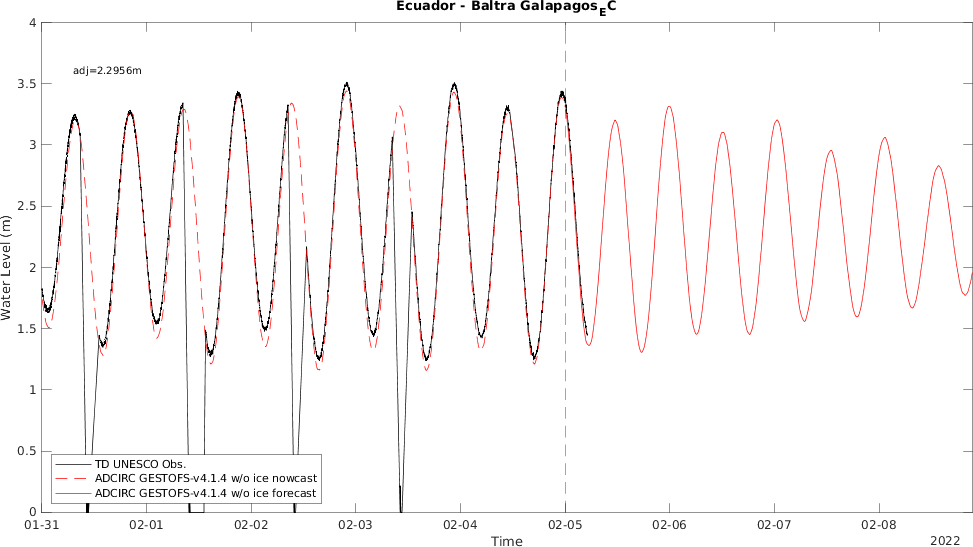 Ecuador - Baltra Galapagos_EC
adj=2.2956m
Water Level (m)
4
3.5
3
2.5
2
1.5
1
0.5
0
TD UNESCO Obs.
ADCIRC GESTOFS-v4.1.4 w/o ice nowcast
ADCIRC GESTOFS-v4.1.4 w/o ice forecast
01-31 02-01 02-02 02-03 02-04 02-05 02-06 02-07 02-08
Time
2022